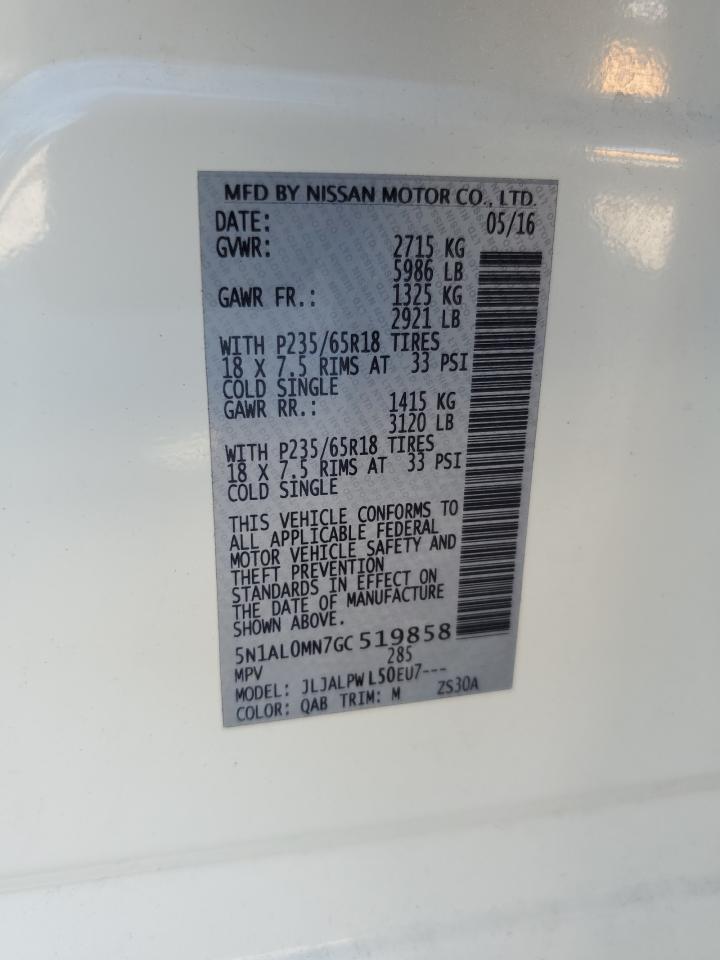 MFD BY NISSAN MOTOR CO., LTD.
DATE: 05/16
GVWR: 2715 KG
5986 LB
GAWR FR.: 1325 KG
2921 LB
WITH P235/65R18 TIRES
18 X 7.5 RIMS AT 33 PSI
COLD SINGLE
GAWR RR.: 1415 KG
3120 LB
WITH P235/65R18 TIRES
18 X 7.5 RIMS AT 33 PSI
COLD SINGLE
THIS VEHICLE CONFORMS TO
ALL APPLICABLE FEDERAL
MOTOR VEHICLE SAFETY AND
THEFT PREVENTION
STANDARDS IN EFFECT ON
THE DATE OF MANUFACTURE
SHOWN ABOVE.
5N1AL0MN7GC519858
MPV 285
MODEL: JLJALPWL50EU7---
COLOR: QAB TRIM: M ZS30A